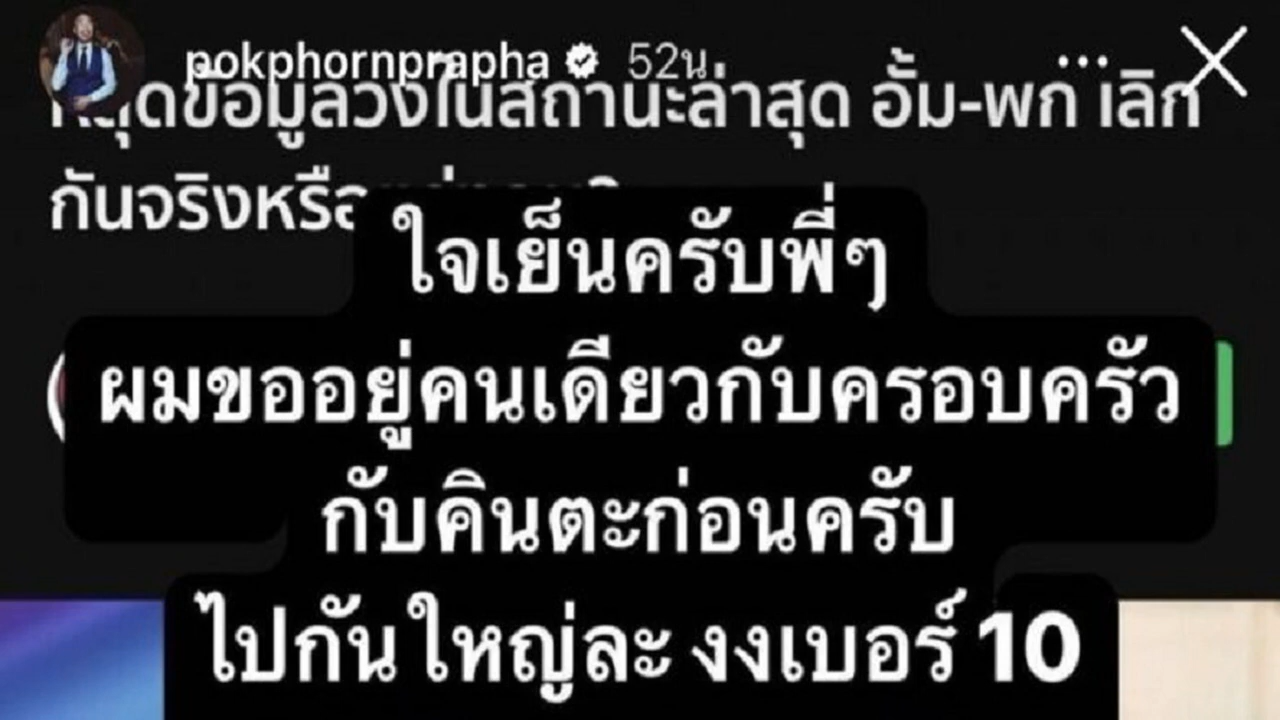 pokphornprapha 52น
หลุดข้อมูลวงในสถานะล่าสุด อั้ม-พก เลิก
กันจริงหรือ
ใจเย็นครับพี่ๆ
ผมขออยู่คนเดียวกับครอบครัว
กับคินตะก่อนครับ
ไปกันใหญ่ละ งงเบอร์ 10